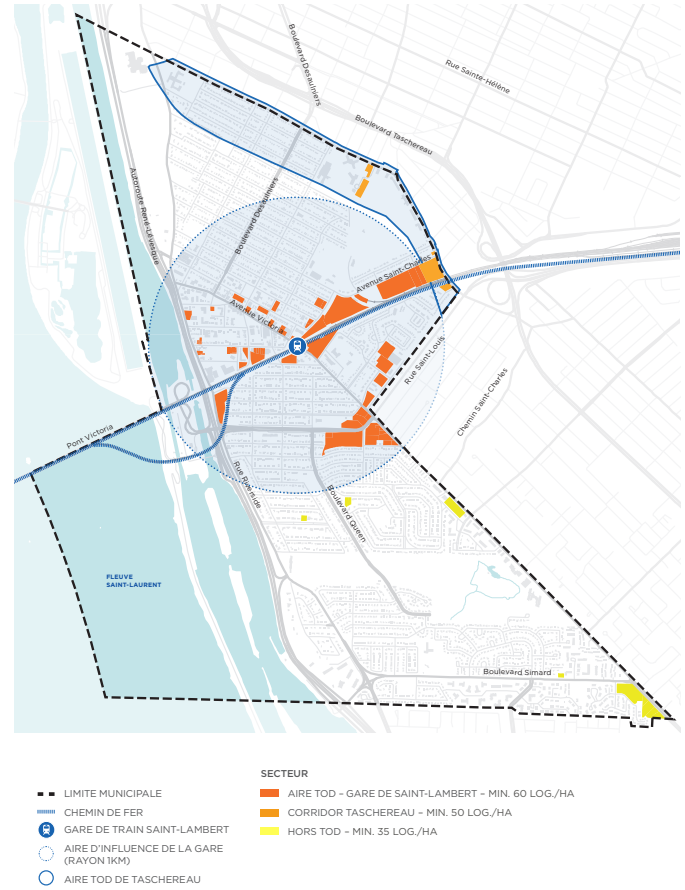 Boulevard Desaulniers
Rue Sainte-Hélène
Boulevard Taschereau
Autoroute René-Lévesque
Boulevard Desaulniers
Avenue Saint-Charles
Avenue Victoria
Rue Saint-Louis
Chemin Saint-Charles
Pont Victoria
Rue Riverside
Boulevard Queen
FLEUVE
SAINT-LAURENT
Boulevard Simard
LIMITE MUNICIPALE
CHEMIN DE FER
GARE DE TRAIN SAINT-LAMBERT
AIRE D'INFLUENCE DE LA GARE
(RAYON 1KM)
AIRE TOD DE TASCHEREAU
SECTEUR
AIRE TOD – GARE DE SAINT-LAMBERT – MIN. 60 LOG./HA
CORRIDOR TASCHEREAU – MIN. 50 LOG./HA
HORS TOD – MIN. 35 LOG./HA